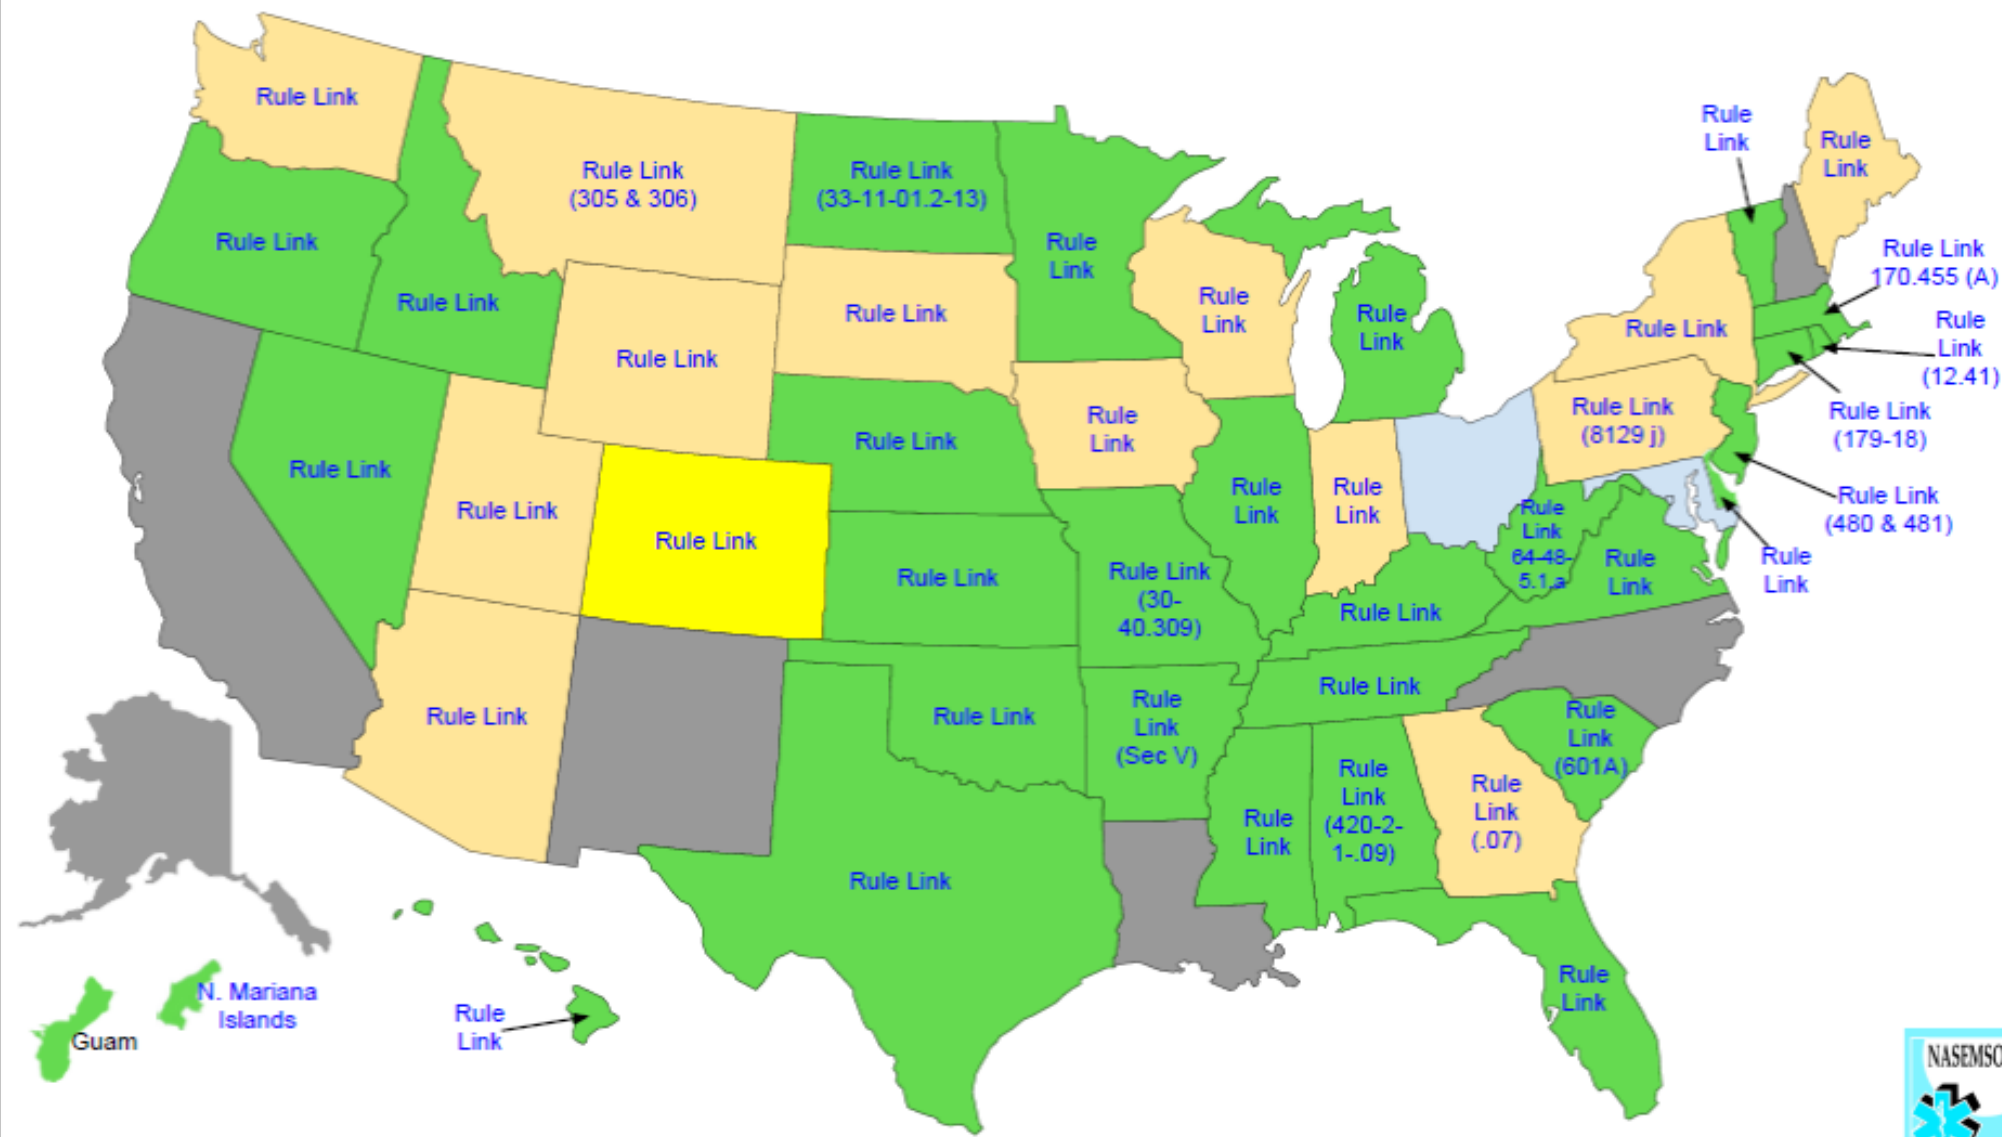 Rule Link
Rule Link
(305 & 306)
Rule Link
(33-11-01.2-13)
Rule
Link
Rule
Link
Rule
Link
Rule Link
Rule Link
Rule Link
Rule Link
Rule
Link
Rule
Link
Rule Link
Rule Link
170.455 (A)
Rule
Link
(12.41)
Rule Link
Rule Link
Rule
Link
Rule Link
(8129 j)
Rule Link
(179-18)
Rule Link
Rule Link
Rule Link
Rule Link
Rule
Link
Rule
Link
Rule
Link
64-48-
5.1.a
Rule
Link
Rule Link
(480 & 481)
Rule
Link
Rule Link
Rule Link
(30-
40.309)
Rule Link
Rule Link
Rule Link
Rule Link
Rule
Link
(Sec V)
Rule
Link
(601A)
Rule
Link
Rule
Link
(420-2-
1-.09)
Rule
Link
(.07)
Rule Link
Rule
Link
N. Mariana
Islands
Guam
Rule
Link
NASEMSO